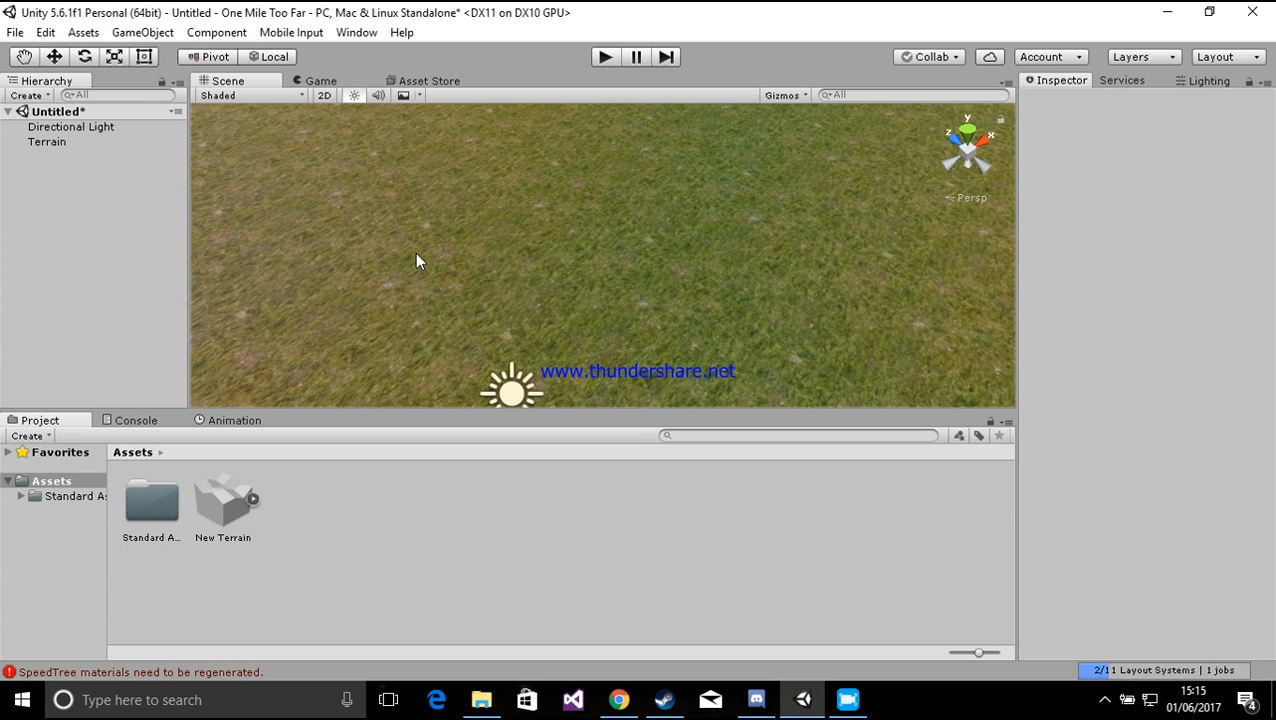 Unity 5.6.1f1 Personal (64bit) - Untitled - One Mile Too Far - PC, Mac & Linux Standalone* <DX11 on DX10 GPU>
File Edit Assets GameObject Component Mobile Input Window Help
Pivot Local Collab Account Layers Layout
Hierarchy Scene Game Asset Store Inspector Services Lighting
Create All Shaded 2D Gizmos All
Untitled*
Directional Light
Terrain
y
z x
Persp
www.thundershare.net
Project Console Animation
Create
Favorites Assets
Assets
Standard As
Standard A... New Terrain
SpeedTree materials need to be regenerated.
2/11 Layout Systems | 1 jobs
Type here to search
15:15
01/06/2017
4